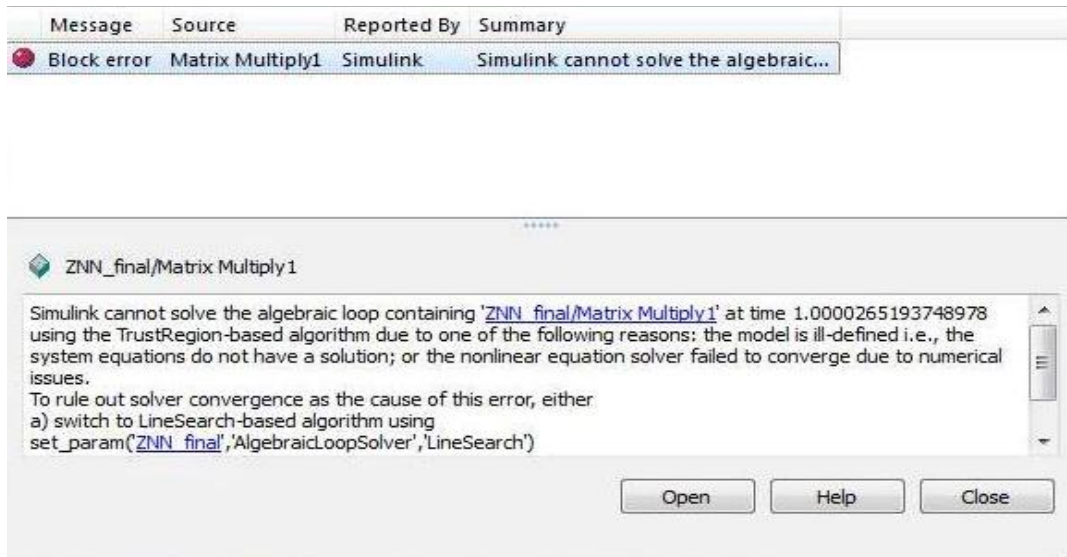 Message Source Reported By Summary
Block error Matrix Multiply1 Simulink Simulink cannot solve the algebraic...
ZNN_final/Matrix Multiply1
Simulink cannot solve the algebraic loop containing 'ZNN_final/Matrix Multiply1' at time 1.0000265193748978
using the TrustRegion-based algorithm due to one of the following reasons: the model is ill-defined i.e., the
system equations do not have a solution; or the nonlinear equation solver failed to converge due to numerical
issues.
To rule out solver convergence as the cause of this error, either
a) switch to LineSearch-based algorithm using
set_param('ZNN_final','AlgebraicLoopSolver','LineSearch')
Open Help Close